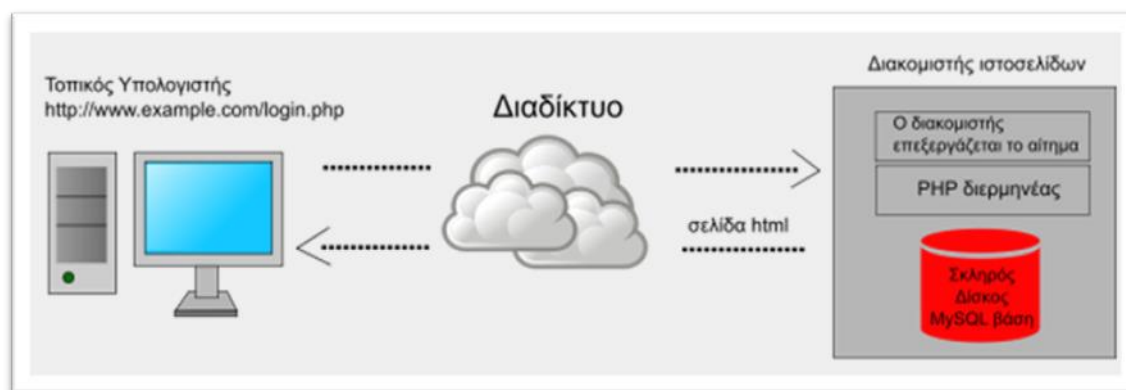 Τοπικός Υπολογιστής
http://www.example.com/login.php
Διαδίκτυο
σελίδα html
Διακομιστής ιστοσελίδων
Ο διακομιστής
επεξεργάζεται το αίτημα
PHP διερμηνέας
Σκληρός
Δίσκος
MySQL βάση